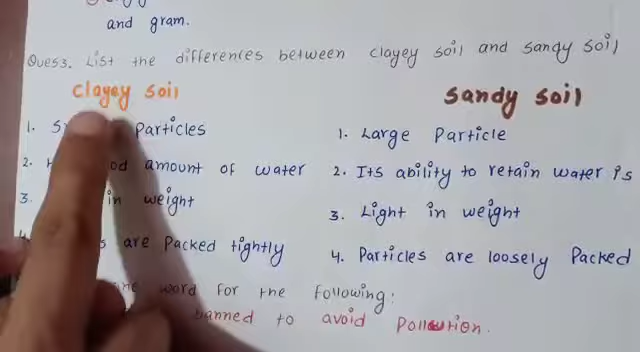 and gram.
Ques3. List the differences between clayey soil and sandy soil
Clayey Soil
Sandy Soil
1. Particles
1. Large Particle
2. amount of water
2. Its ability to retain water is
3. in weight
3. Light in weight
4. are Packed tightly
4. Particles are loosely Packed
word for the following:
banned to avoid Pollution.